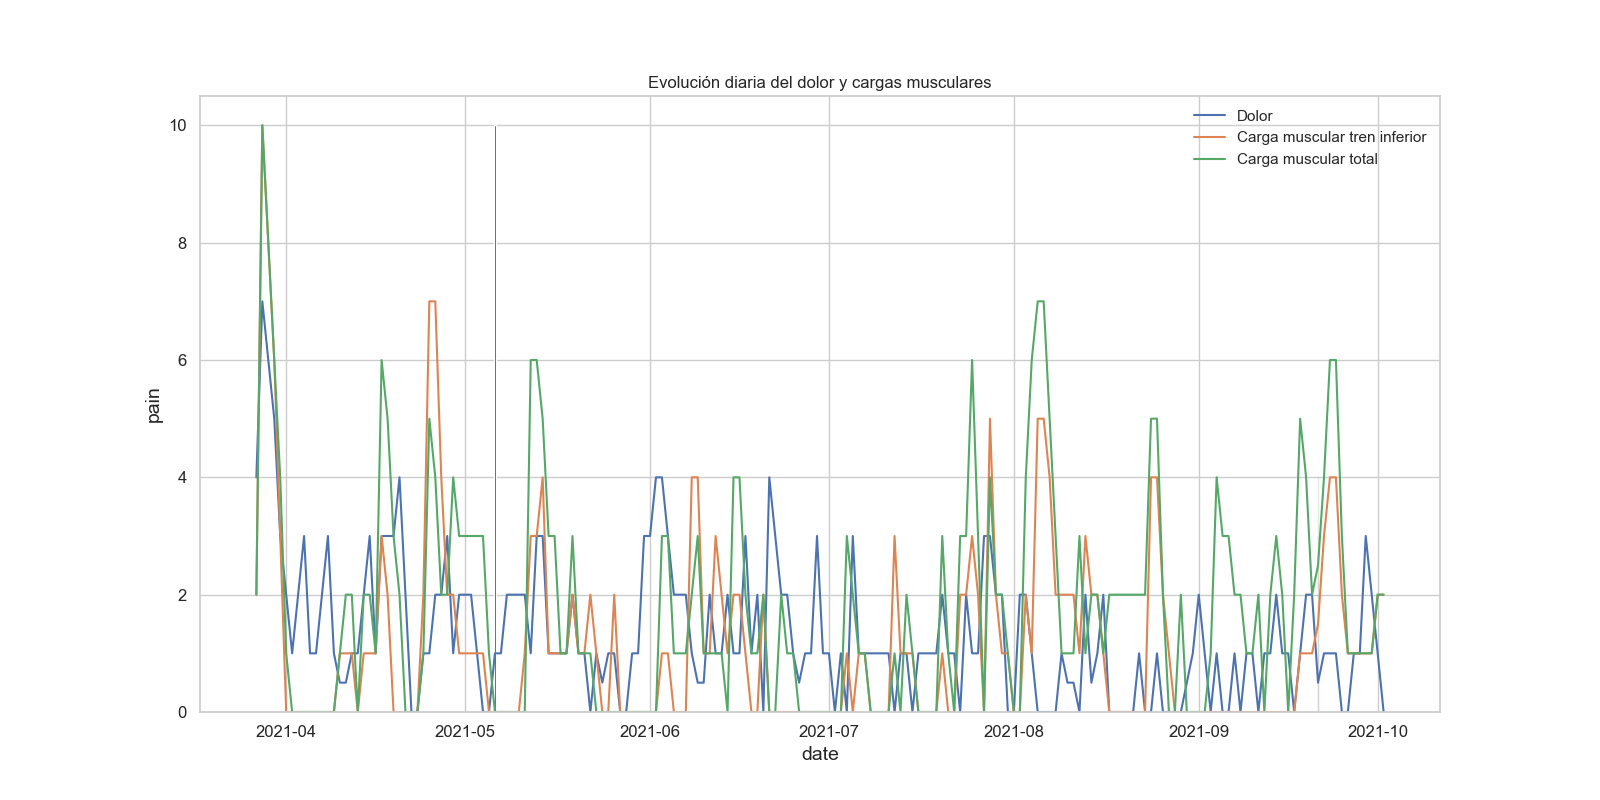 Evolución diaria del dolor y cargas musculares
Dolor
Carga muscular tren inferior
Carga muscular total
10
8
6
4
2
0
pain
2021-04
2021-05
2021-06
2021-07
2021-08
2021-09
2021-10
date